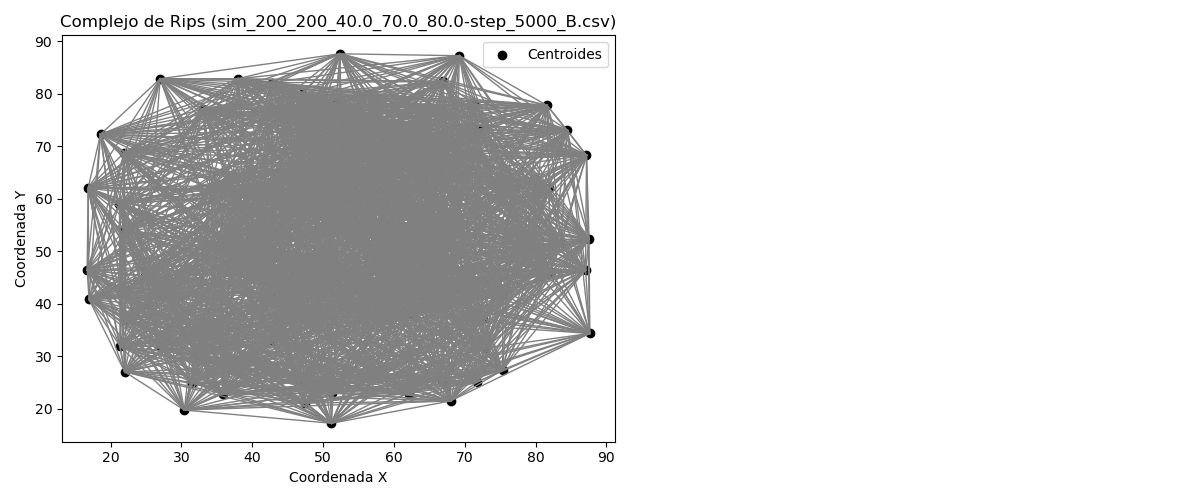 Complejo de Rips (sim_200_200_40.0_70.0_80.0-step_5000_B.csv)
Centroides
90
80
70
60
50
40
30
20
Coordenada Y
20 30 40 50 60 70 80 90
Coordenada X